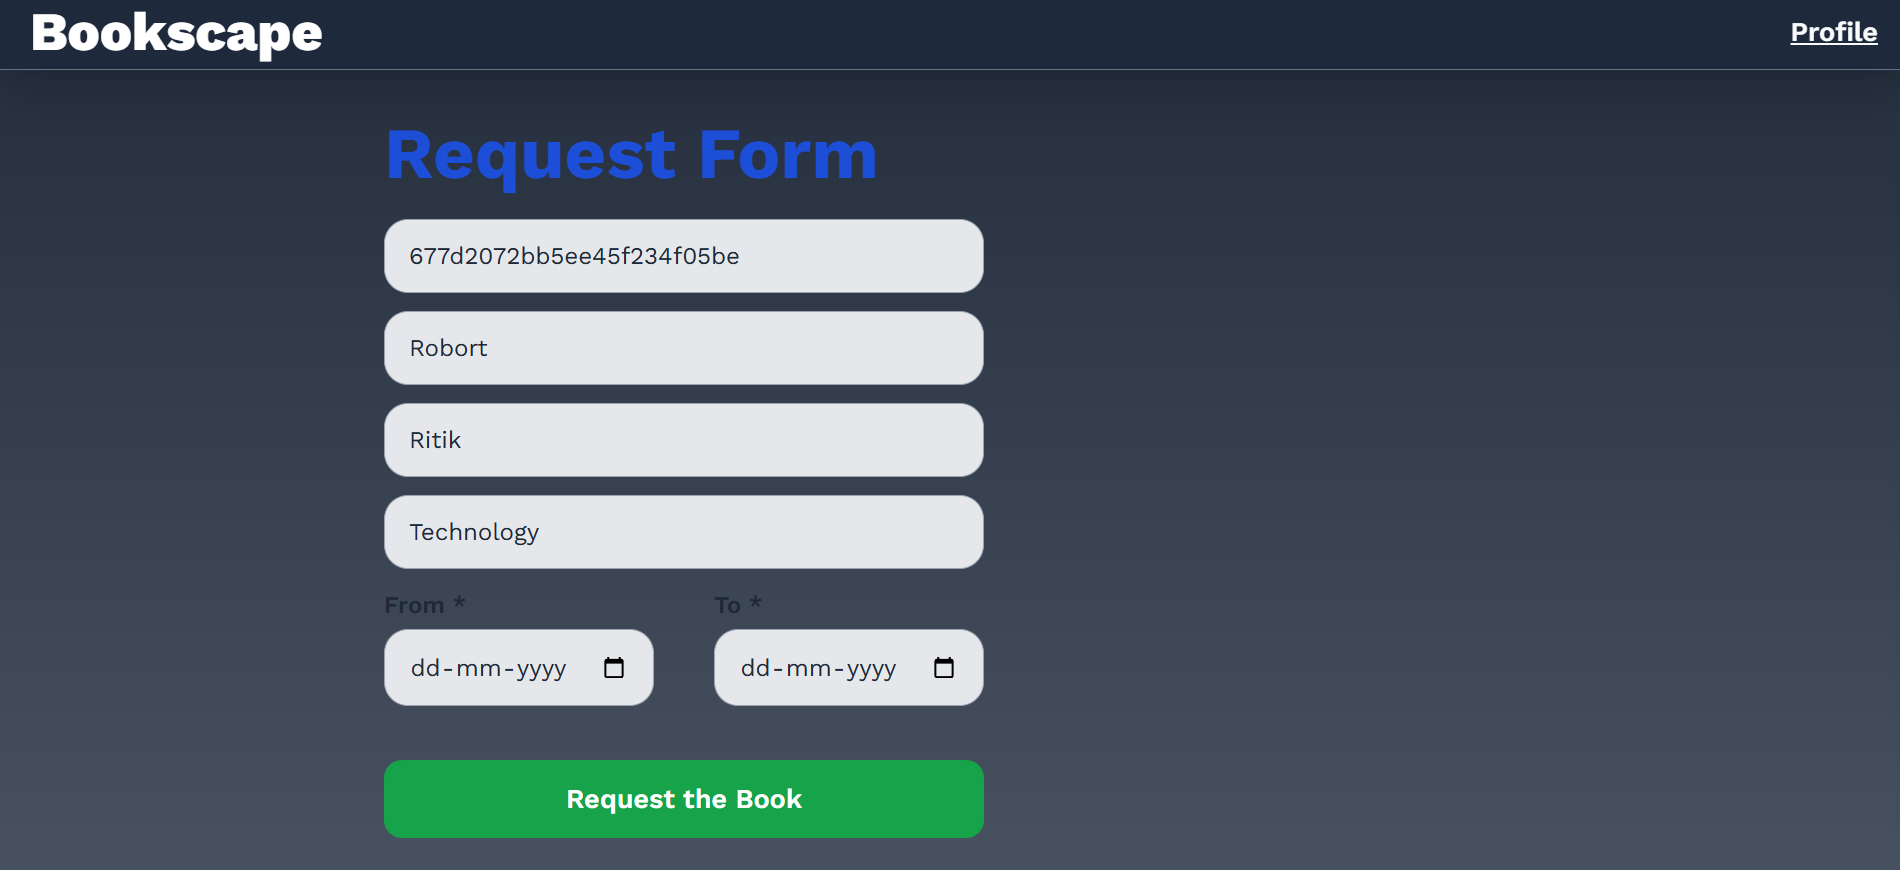 Bookscape
Profile
Request Form
677d2072bb5ee45f234f05be
Robort
Ritik
Technology
From * To *
dd-mm-yyyy dd-mm-yyyy
Request the Book